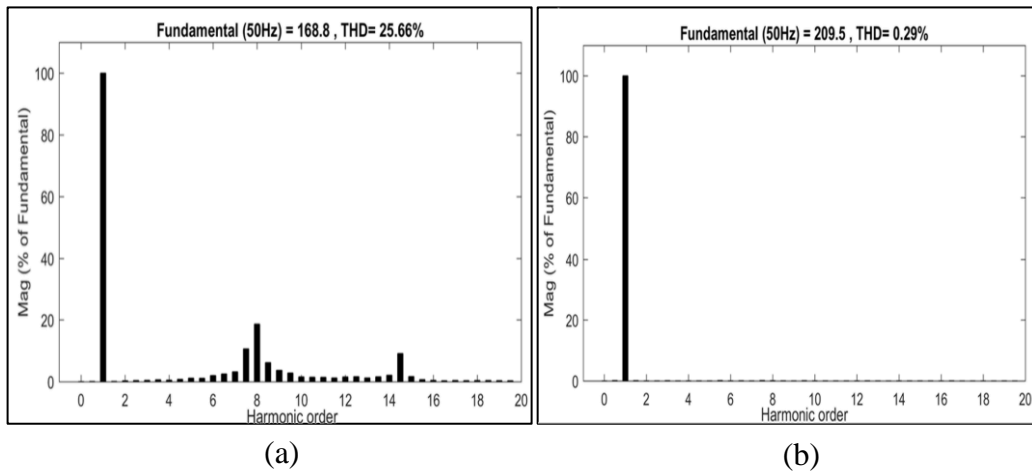 Fundamental (50Hz) = 168.8 , THD= 25.66%
Mag (% of Fundamental)
100
80
60
40
20
0
0 2 4 6 8 10 12 14 16 18 20
Harmonic order
(a)
Fundamental (50Hz) = 209.5 , THD= 0.29%
Mag (% of Fundamental)
100
80
60
40
20
0
0 2 4 6 8 10 12 14 16 18 20
Harmonic order
(b)